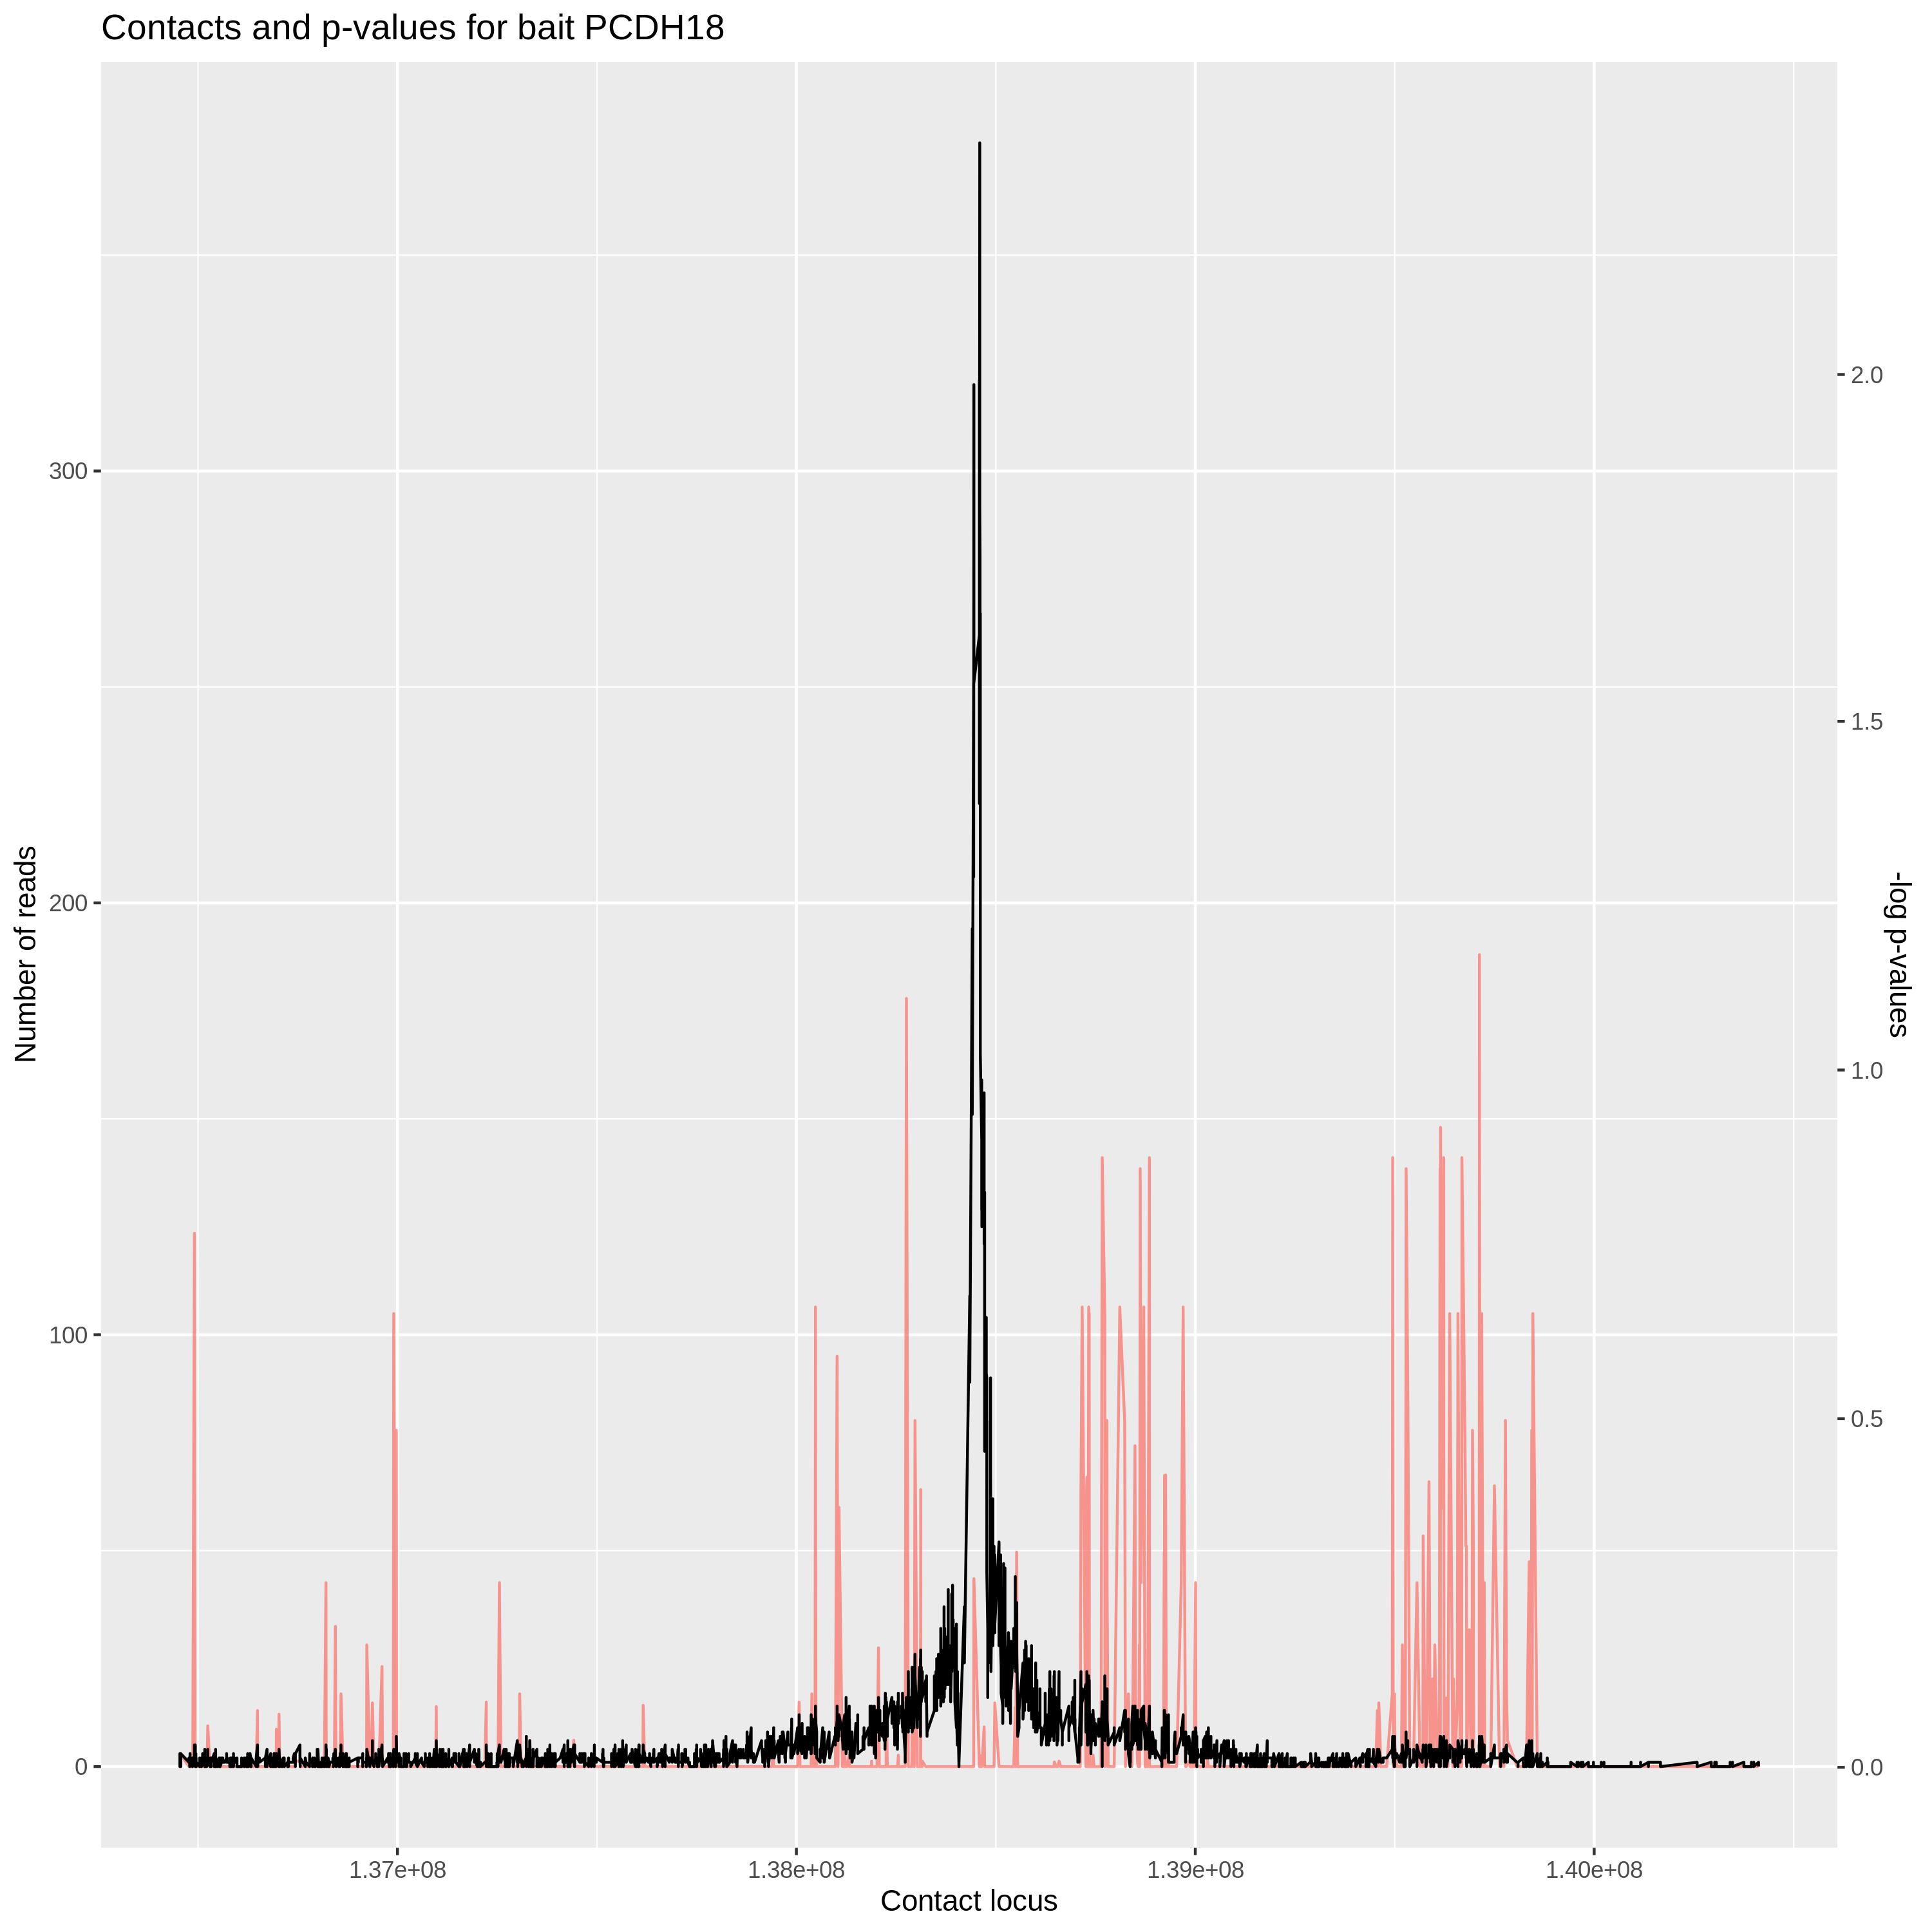 Contacts and p-values for bait PCDH18
Number of reads
300
200
100
0
2.0
1.5
1.0
0.5
0.0
-log p-values
1.37e+08
1.38e+08
1.39e+08
1.40e+08
Contact locus